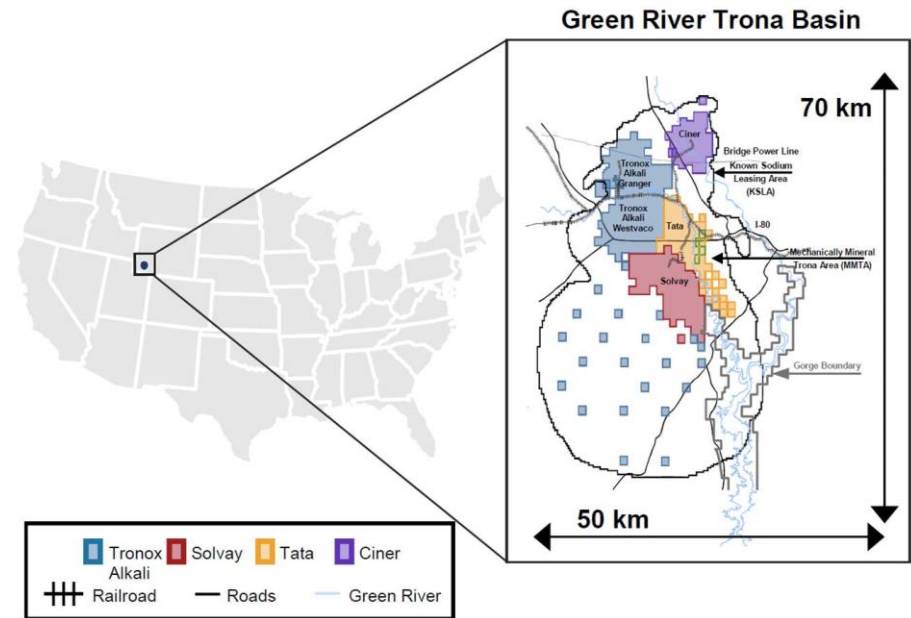 Green River Trona Basin
70 km
Ciner
Bridge Power Line
Known Sodium
Leasing Area
(KSLA)
Tronox
Alkali
Granger
Tronox
Alkali
Westvaco
Tata
I-80
Mechanically Mineral
Trona Area (MMTA)
Solvay
Gorge Boundary
50 km
Tronox
Alkali
Solvay
Tata
Ciner
Railroad
Roads
Green River